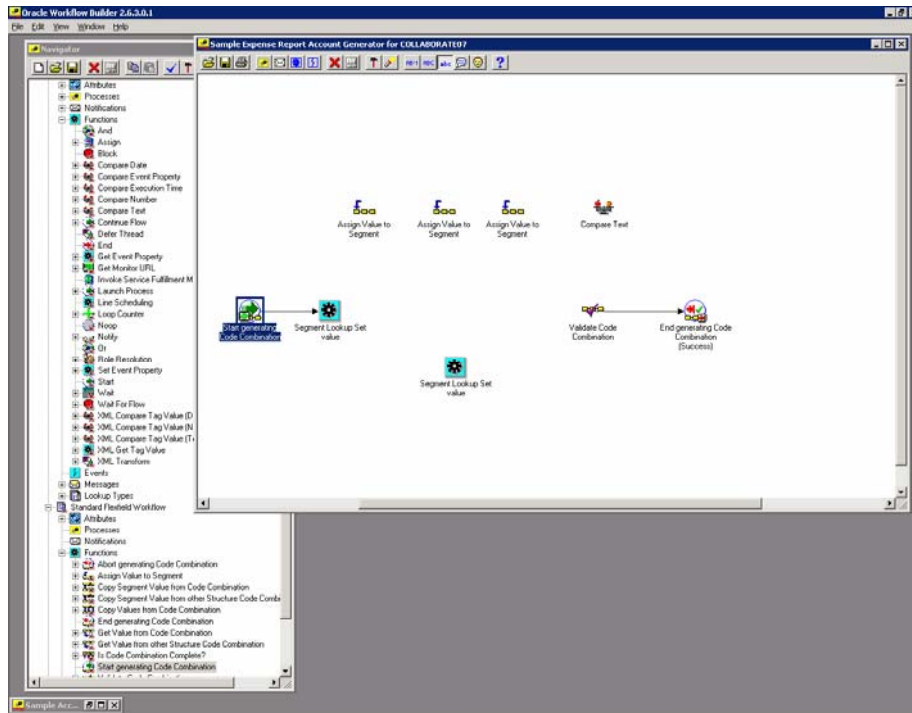 Oracle Workflow Builder 2.6.3.0.1
File Edit View Window Help
Navigator
Attributes
Processes
Notifications
Functions
And
Assign
Block
Compare Date
Compare Event Property
Compare Execution Time
Compare Number
Compare Text
Continue Flow
Defer Thread
End
Get Event Property
Get Monitor URL
Invoke Service Fulfillment M
Launch Process
Line Scheduling
Loop Counter
Noop
Notify
Or
Role Resolution
Set Event Property
Start
Wait
Wait For Flow
XML Compare Tag Value (D
XML Compare Tag Value (N
XML Compare Tag Value (Te
XML Get Tag Value
XML Transform
Events
Messages
Lookup Types
Standard Flexfield Workflow
Attributes
Processes
Notifications
Functions
Abort generating Code Combination
Assign Value to Segment
Copy Segment Value from Code Combination
Copy Segment Value from other Structure Code Combi
Copy Values from Code Combination
End generating Code Combination
Get Value from Code Combination
Get Value from other Structure Code Combination
Is Code Combination Complete?
Start generating Code Combination
Sample Expense Report Account Generator for COLLABORATE07
Assign Value to
Segment
Assign Value to
Segment
Assign Value to
Segment
Compare Text
Start generating
Code Combination
Segment Lookup Set
value
Validate Code
Combination
End generating Code
Combination
(Success)
Segment Lookup Set
value
Sample Acc...